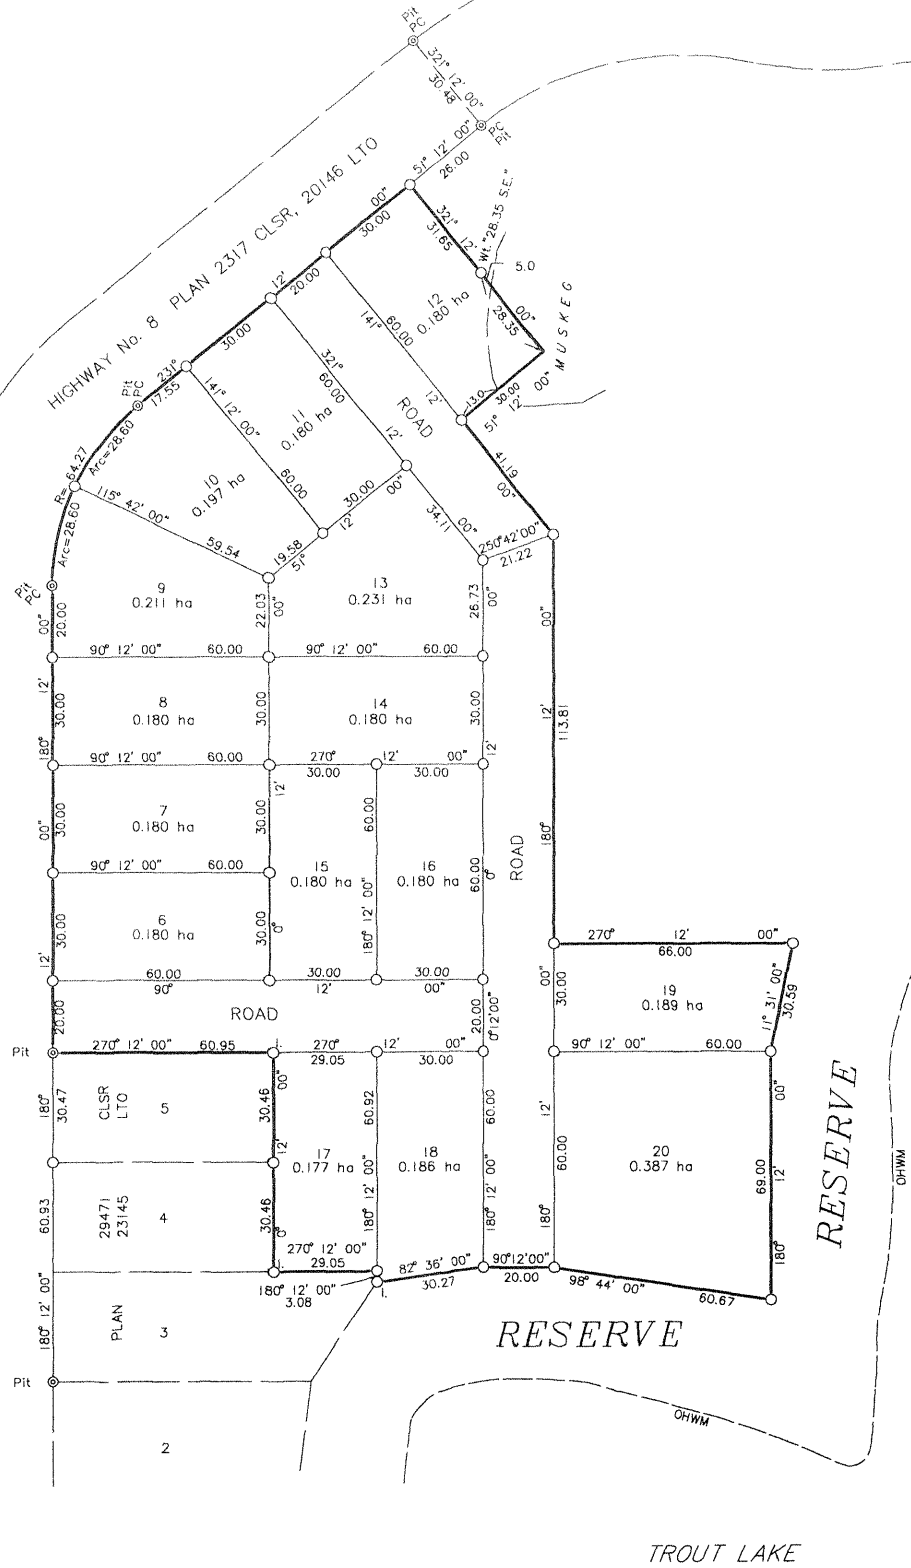 Pit
PC
321° 12' 00"
30.48
PC
Pit
51° 12' 00"
26.00
HIGHWAY No. 8 PLAN 2317 CLSR, 20146 LTO
00"
30.00
321° 12'
31.65
Wt. "28.35 S.E."
5.0
12'
20.00
12
0.180 ha
00"
28.35
MUSKEG
141°
60.00
12'
13.0
30.00
51° 12' 00"
30.00
231°
17.55
Pit
PC
321°
60.00
12'
ROAD
141° 12' 00"
60.00
11
0.180 ha
Arc=28.60
R= 64.27
10
0.197 ha
115° 42' 00"
59.54
30.00
12'
00"
41.19
00"
34.11
00"
19.58
51°
250°42'00"
21.22
Arc=28.60
Pit
PC
9
0.211 ha
13
0.231 ha
22.03
00"
26.73
00"
00"
20.00
00"
90° 12' 00" 60.00
90° 12' 00" 60.00
12'
30.00
8
0.180 ha
30.00
14
0.180 ha
30.00
12'
113.81
180°
90° 12' 00" 60.00
270°
30.00
12' 00"
30.00
12'
12'
00"
30.00
7
0.180 ha
30.00
60.00
90° 12' 00" 60.00
15
0.180 ha
16
0.180 ha
60.00
0°
ROAD
180°
12'
30.00
6
0.180 ha
30.00
0°
180° 12' 00"
60.00
90°
30.00
12'
30.00
00"
270° 12' 00"
66.00
00"
30.00
19
0.189 ha
11° 31' 00"
30.59
20.00
ROAD
20.00
0°12'00"
Pit
270° 12' 00" 60.95
I.
270°
29.05
12' 00"
30.00
90° 12' 00" 60.00
180°
30.47
CLSR
LTO
5
30.46
00"
60.92
60.00
12'
60.00
00"
12'
17
0.177 ha
18
0.186 ha
20
0.387 ha
69.00
12'
RESERVE
OHWM
60.93
29471
23145
4
30.46
0°
180° 12' 00"
180° 12' 00"
180°
180°
270° 12' 00"
29.05
I.
82° 36' 00"
30.27
90°12'00"
20.00
98° 44' 00"
60.67
180° 12' 00"
3.08
I.
180° 12' 00"
PLAN
3
RESERVE
Pit
OHWM
2
TROUT LAKE